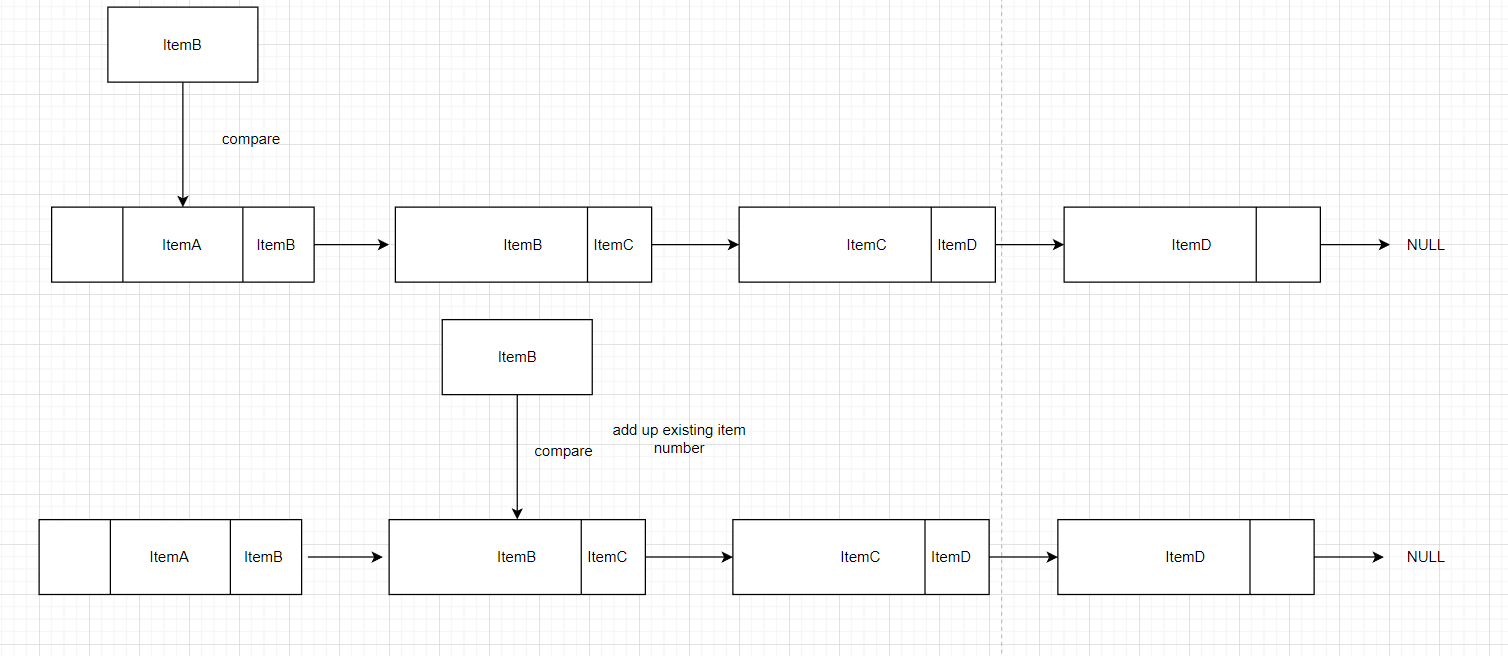 ItemB
compare
ItemA ItemB ItemB ItemC ItemC ItemD ItemD NULL
ItemB
add up existing item
number
compare
ItemA ItemB ItemB ItemC ItemC ItemD ItemD NULL